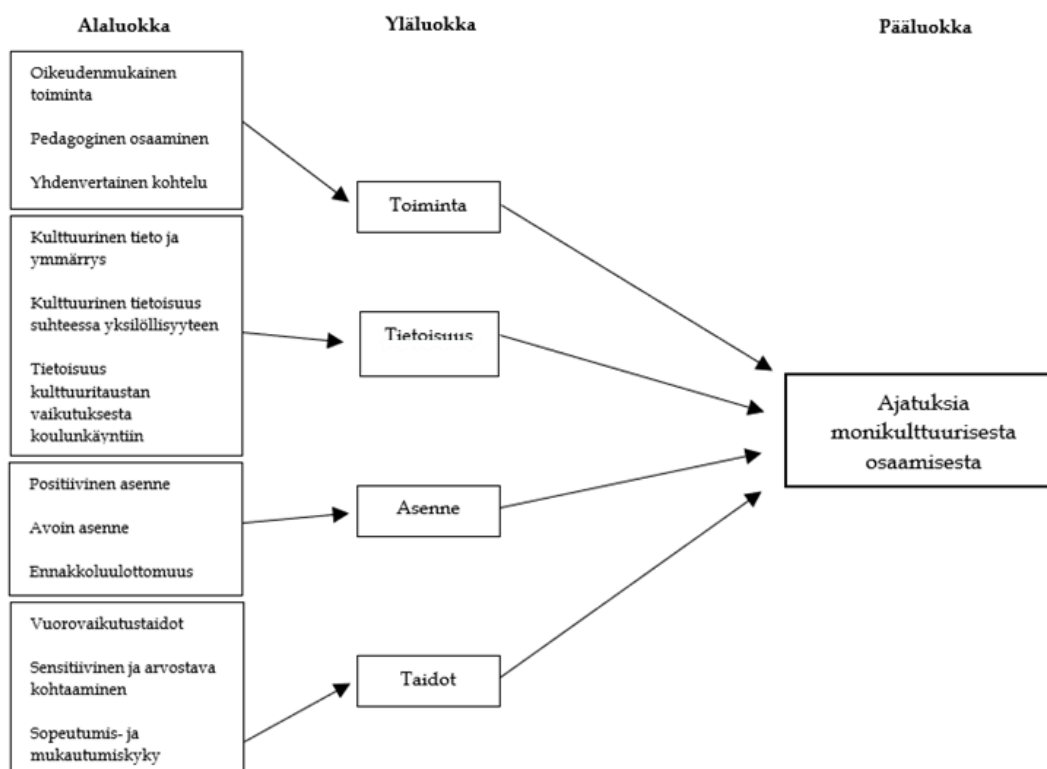 Alaluokka
Yläluokka
Pääluokka
Oikeudenmukainen
toiminta
Pedagoginen osaaminen
Yhdenvertainen kohtelu
Kulttuurinen tieto ja
ymmärrys
Kulttuurinen tietoisuus
suhteessa yksilöllisyyteen
Tietoisuus
kulttuuritaustan
vaikutuksesta
koulunkäyntiin
Positiivinen asenne
Avoin asenne
Ennakkoluulottomuus
Vuorovaikutustaidot
Sensitiivinen ja arvostava
kohtaaminen
Sopeutumis- ja
mukautumiskyky
Toiminta
Tietoisuus
Asenne
Taidot
Ajatuksia
monikulttuurisesta
osaamisesta